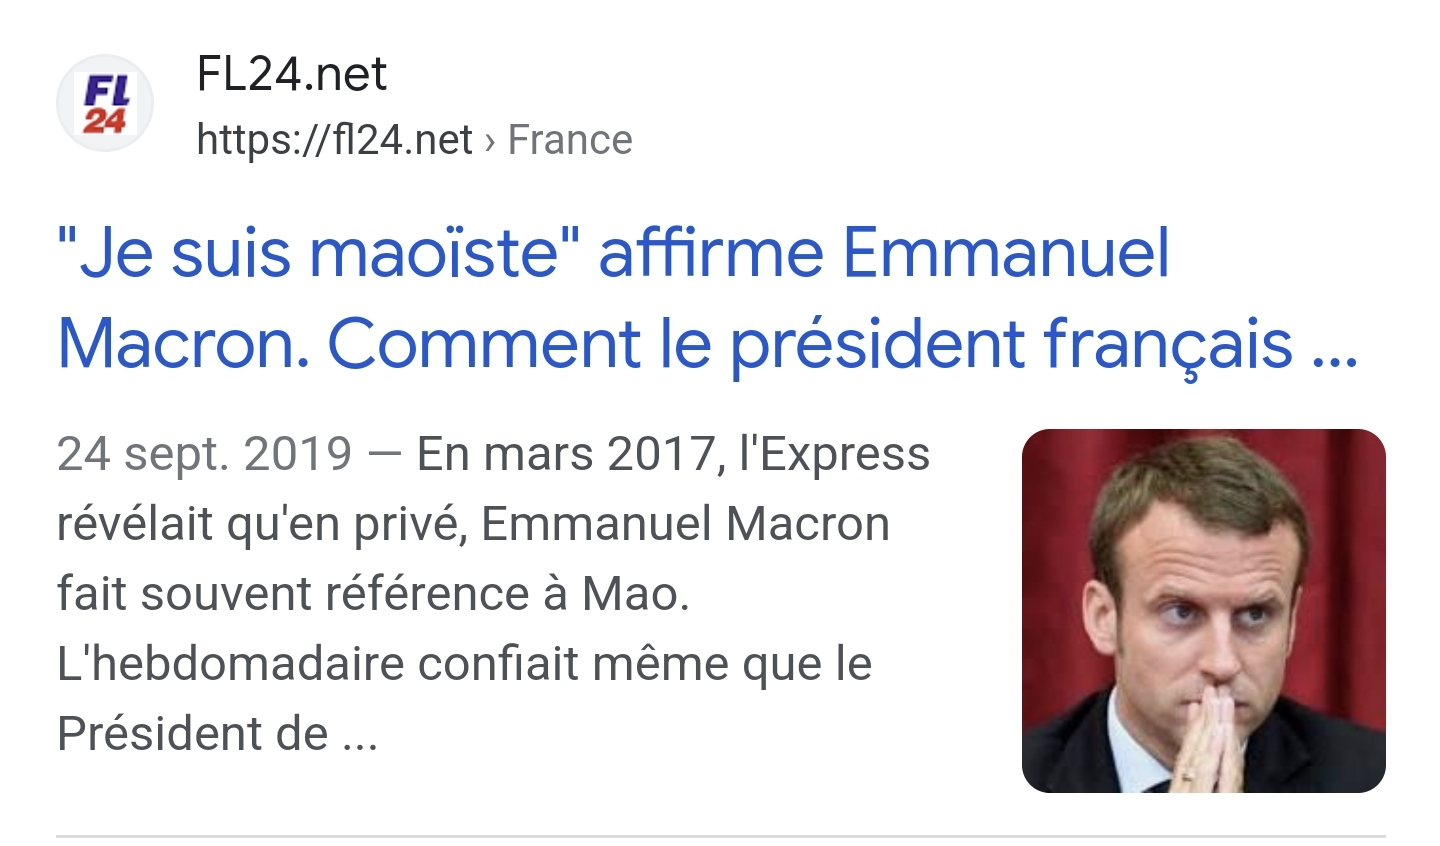 FL
24
FL24.net
https://fl24.net › France
"Je suis maoïste" affirme Emmanuel
Macron. Comment le président français ...
24 sept. 2019 — En mars 2017, l'Express
révélait qu'en privé, Emmanuel Macron
fait souvent référence à Mao.
L'hebdomadaire confiait même que le
Président de ...